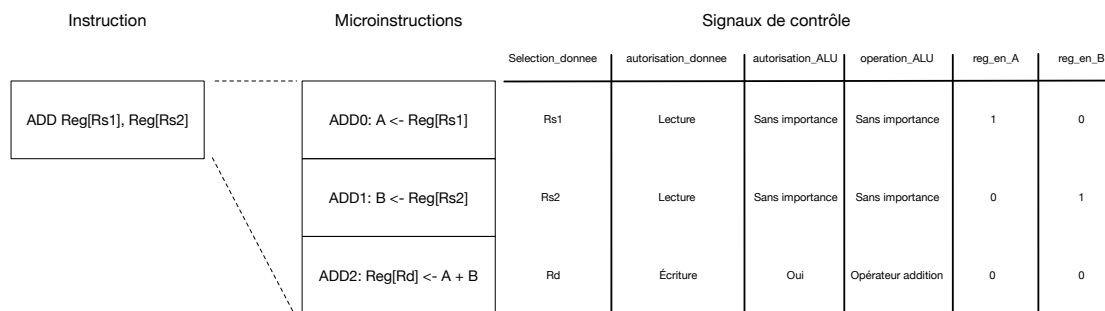 Instruction Microinstructions Signaux de contrôle
Selection_donnee autorisation_donnee autorisation_ALU operation_ALU reg_en_A reg_en_B
ADD Reg[Rs1], Reg[Rs2] ADD0: A <- Reg[Rs1] Rs1 Lecture Sans importance Sans importance 1 0
ADD1: B <- Reg[Rs2] Rs2 Lecture Sans importance Sans importance 0 1
ADD2: Reg[Rd] <- A + B Rd Écriture Oui Opérateur addition 0 0